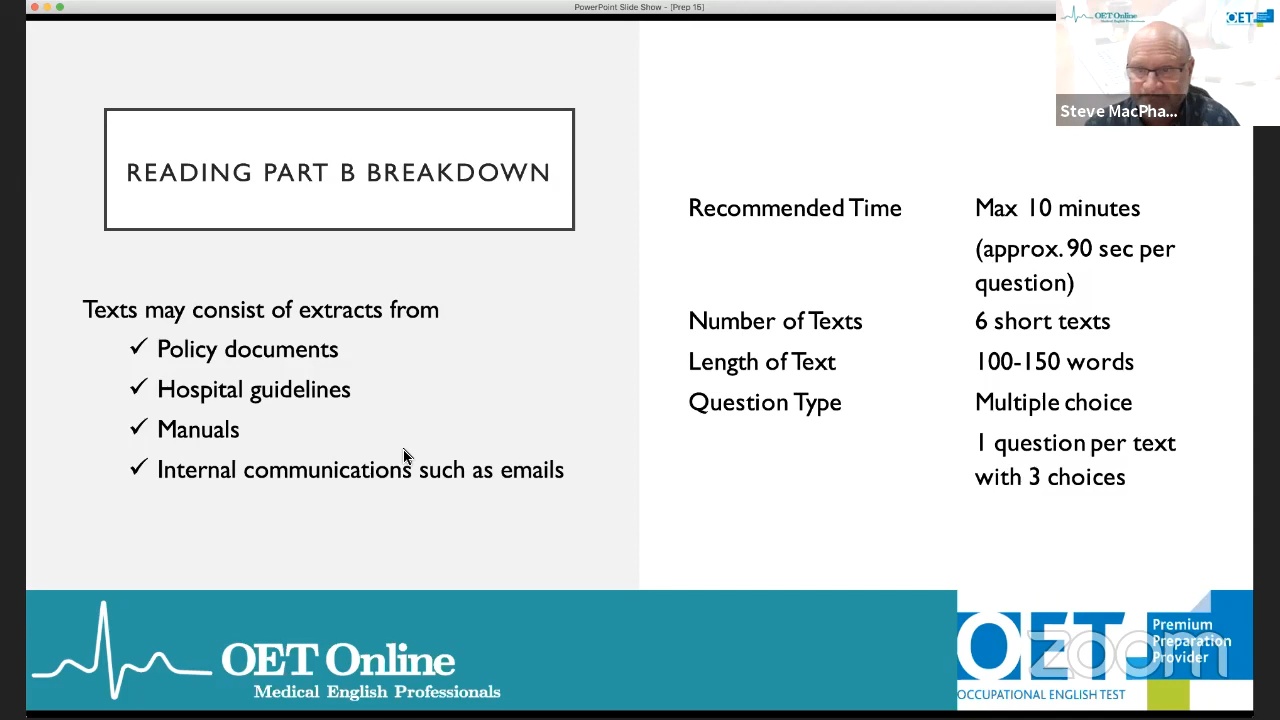 PowerPoint Slide Show - [Prep 15]
OET Online
Steve MacPha...
READING PART B BREAKDOWN
Texts may consist of extracts from
✓ Policy documents
✓ Hospital guidelines
✓ Manuals
✓ Internal communications such as emails
Recommended Time Max 10 minutes
(approx. 90 sec per
question)
Number of Texts 6 short texts
Length of Text 100-150 words
Question Type Multiple choice
1 question per text
with 3 choices
OET Online
Medical English Professionals
OET
Premium
Preparation
Provider
OCCUPATIONAL ENGLISH TEST
zoom